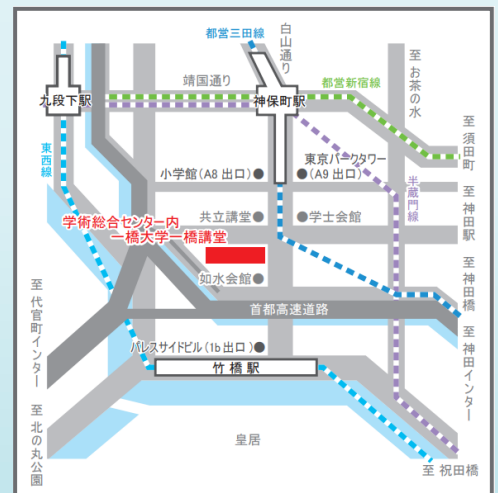 都営三田線
白山通り
靖国通り
都営新宿線
至 お茶の水
九段下駅
神保町駅
至 須田町
東西線
小学館(A8 出口)
東京パークタワー
(A9 出口)
半蔵門線
至 神田駅
共立講堂
学士会館
学術総合センター内
一橋大学一橋講堂
至 神田橋
如水会館
至 代官町インター
首都高速道路
至 神田インター
パレスサイドビル(1b 出口)
竹橋駅
至 北の丸公園
皇居
至 祝田橋